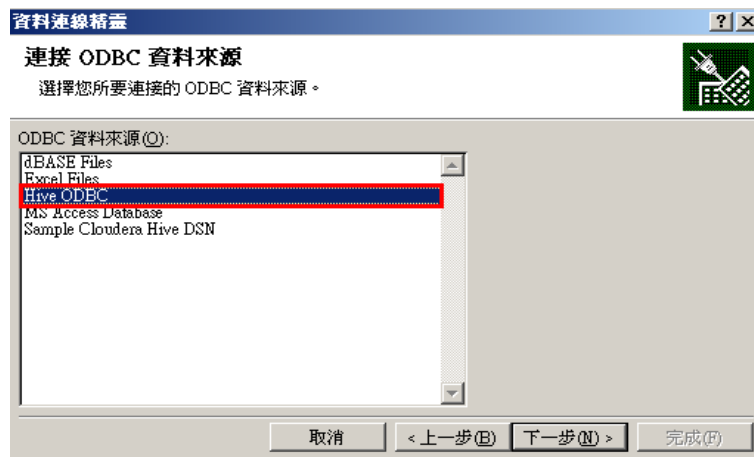 資料連線精靈
連接 ODBC 資料來源
選擇您所要連接的 ODBC 資料來源。
ODBC 資料來源(O):
dBASE Files
Excel Files
Hive ODBC
MS Access Database
Sample Cloudera Hive DSN
取消
<上一步(B)
下一步(N) >
完成(F)